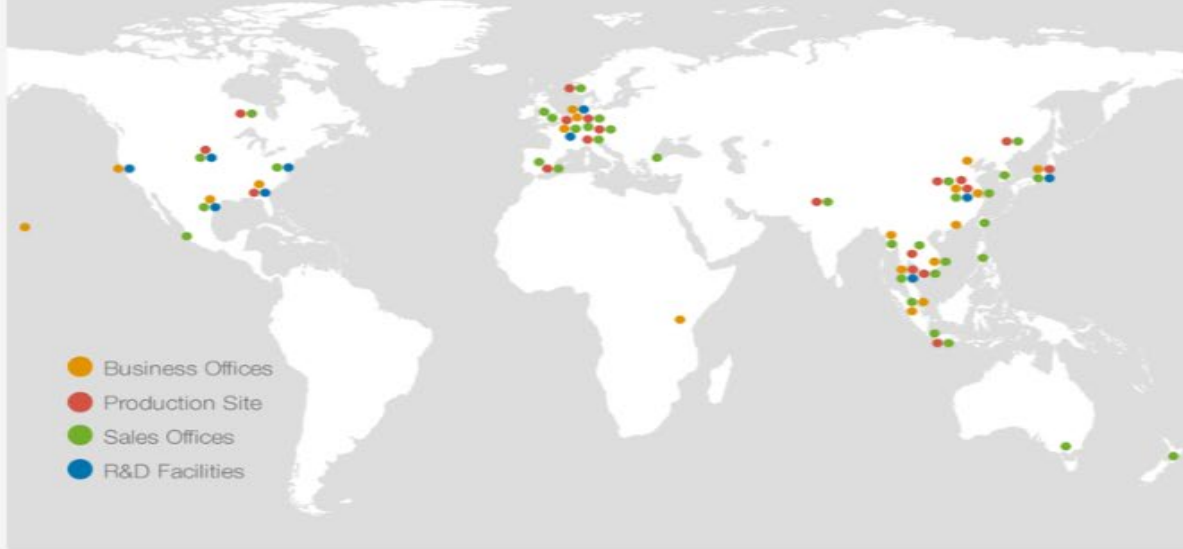 Business Offices
Production Site
Sales Offices
R&D Facilities